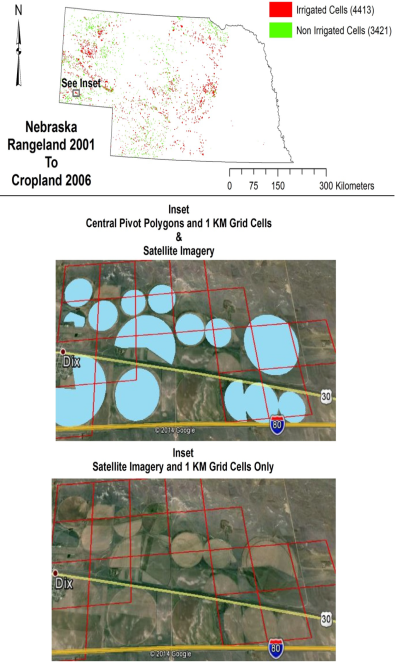 N
Irrigated Cells (4413)
Non Irrigated Cells (3421)
See Inset
Nebraska
Rangeland 2001
To
Cropland 2006
0 75 150 300 Kilometers
Inset
Central Pivot Polygons and 1 KM Grid Cells
&
Satellite Imagery
Dix
30
80
© 2014 Google
Inset
Satellite Imagery and 1 KM Grid Cells Only
Dix
30
80
© 2014 Google